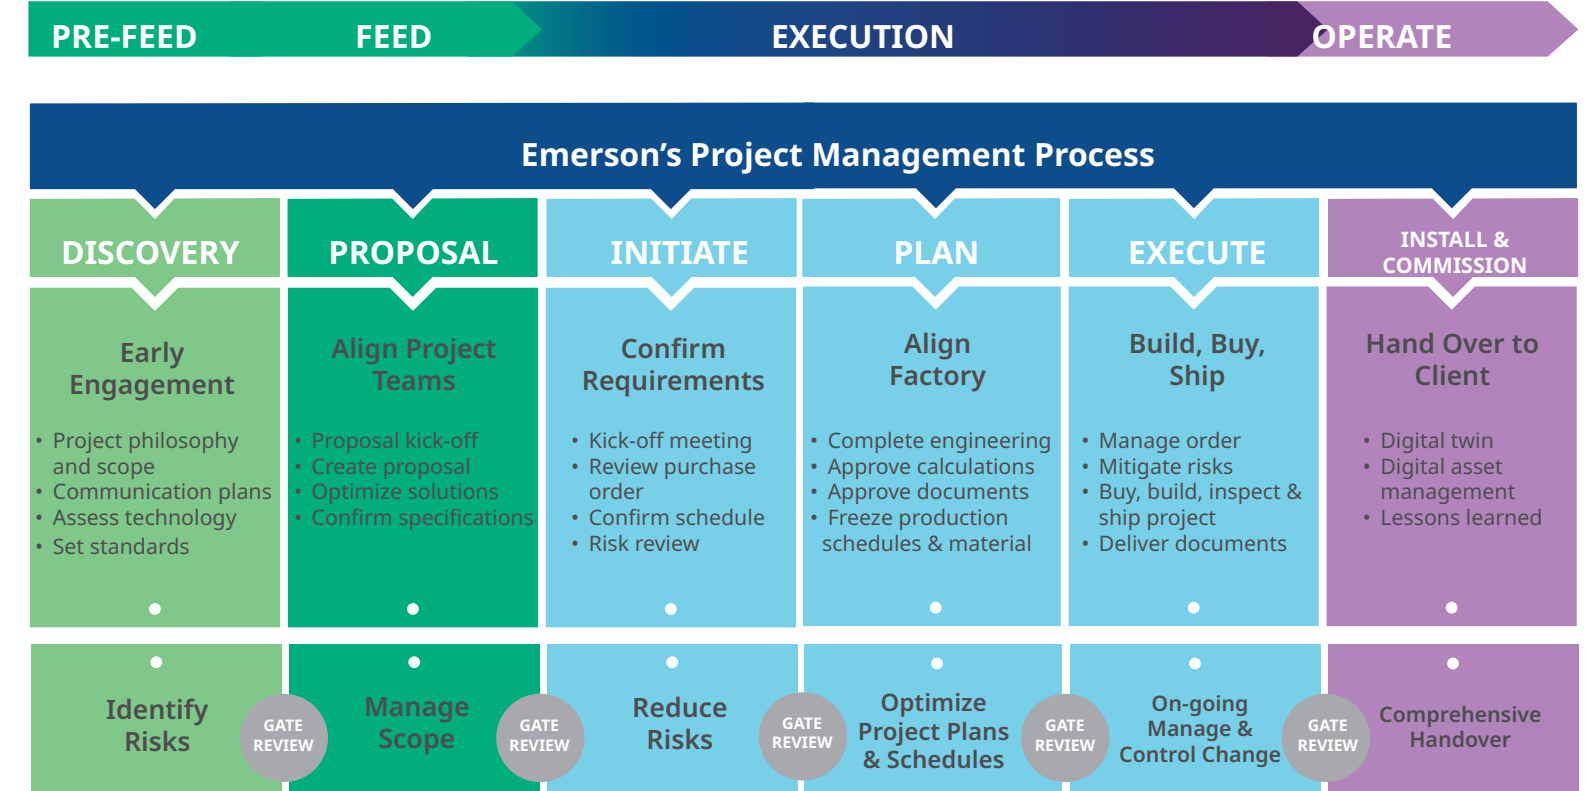 PRE-FEED
FEED
EXECUTION
OPERATE
Emerson’s Project Management Process
DISCOVERY
PROPOSAL
INITIATE
PLAN
EXECUTE
INSTALL &
COMMISSION
Early
Engagement
• Project philosophy
and scope
• Communication plans
• Assess technology
• Set standards
Align Project
Teams
• Proposal kick-off
• Create proposal
• Optimize solutions
• Confirm specifications
Confirm
Requirements
• Kick-off meeting
• Review purchase
order
• Confirm schedule
• Risk review
Align
Factory
• Complete engineering
• Approve calculations
• Approve documents
• Freeze production
schedules & material
Build, Buy,
Ship
• Manage order
• Mitigate risks
• Buy, build, inspect &
ship project
• Deliver documents
Hand Over to
Client
• Digital twin
• Digital asset
management
• Lessons learned
Identify
Risks
GATE
REVIEW
Manage
Scope
GATE
REVIEW
Reduce
Risks
GATE
REVIEW
Optimize
Project Plans
& Schedules
GATE
REVIEW
On-going
Manage &
Control Change
GATE
REVIEW
Comprehensive
Handover